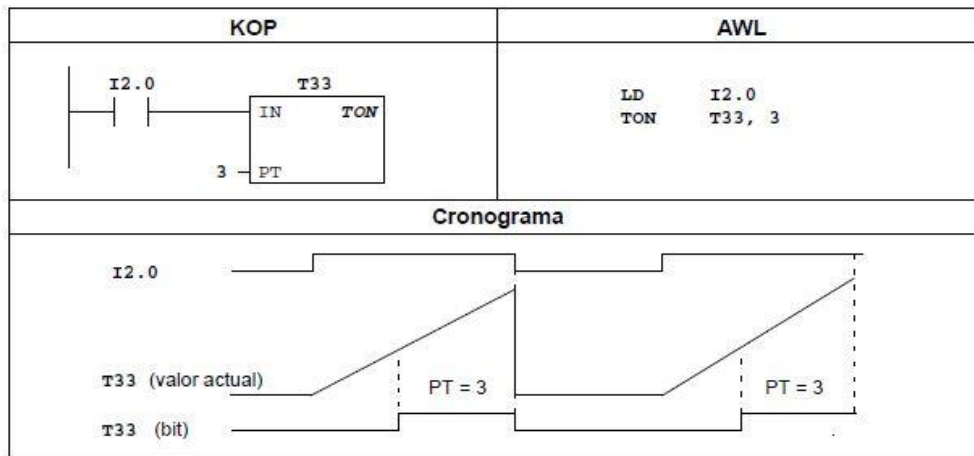 KOP AWL
I2.0 T33
IN TON
3 PT
LD I2.0
TON T33, 3
Cronograma
I2.0
T33 (valor actual) PT = 3 PT = 3
T33 (bit)